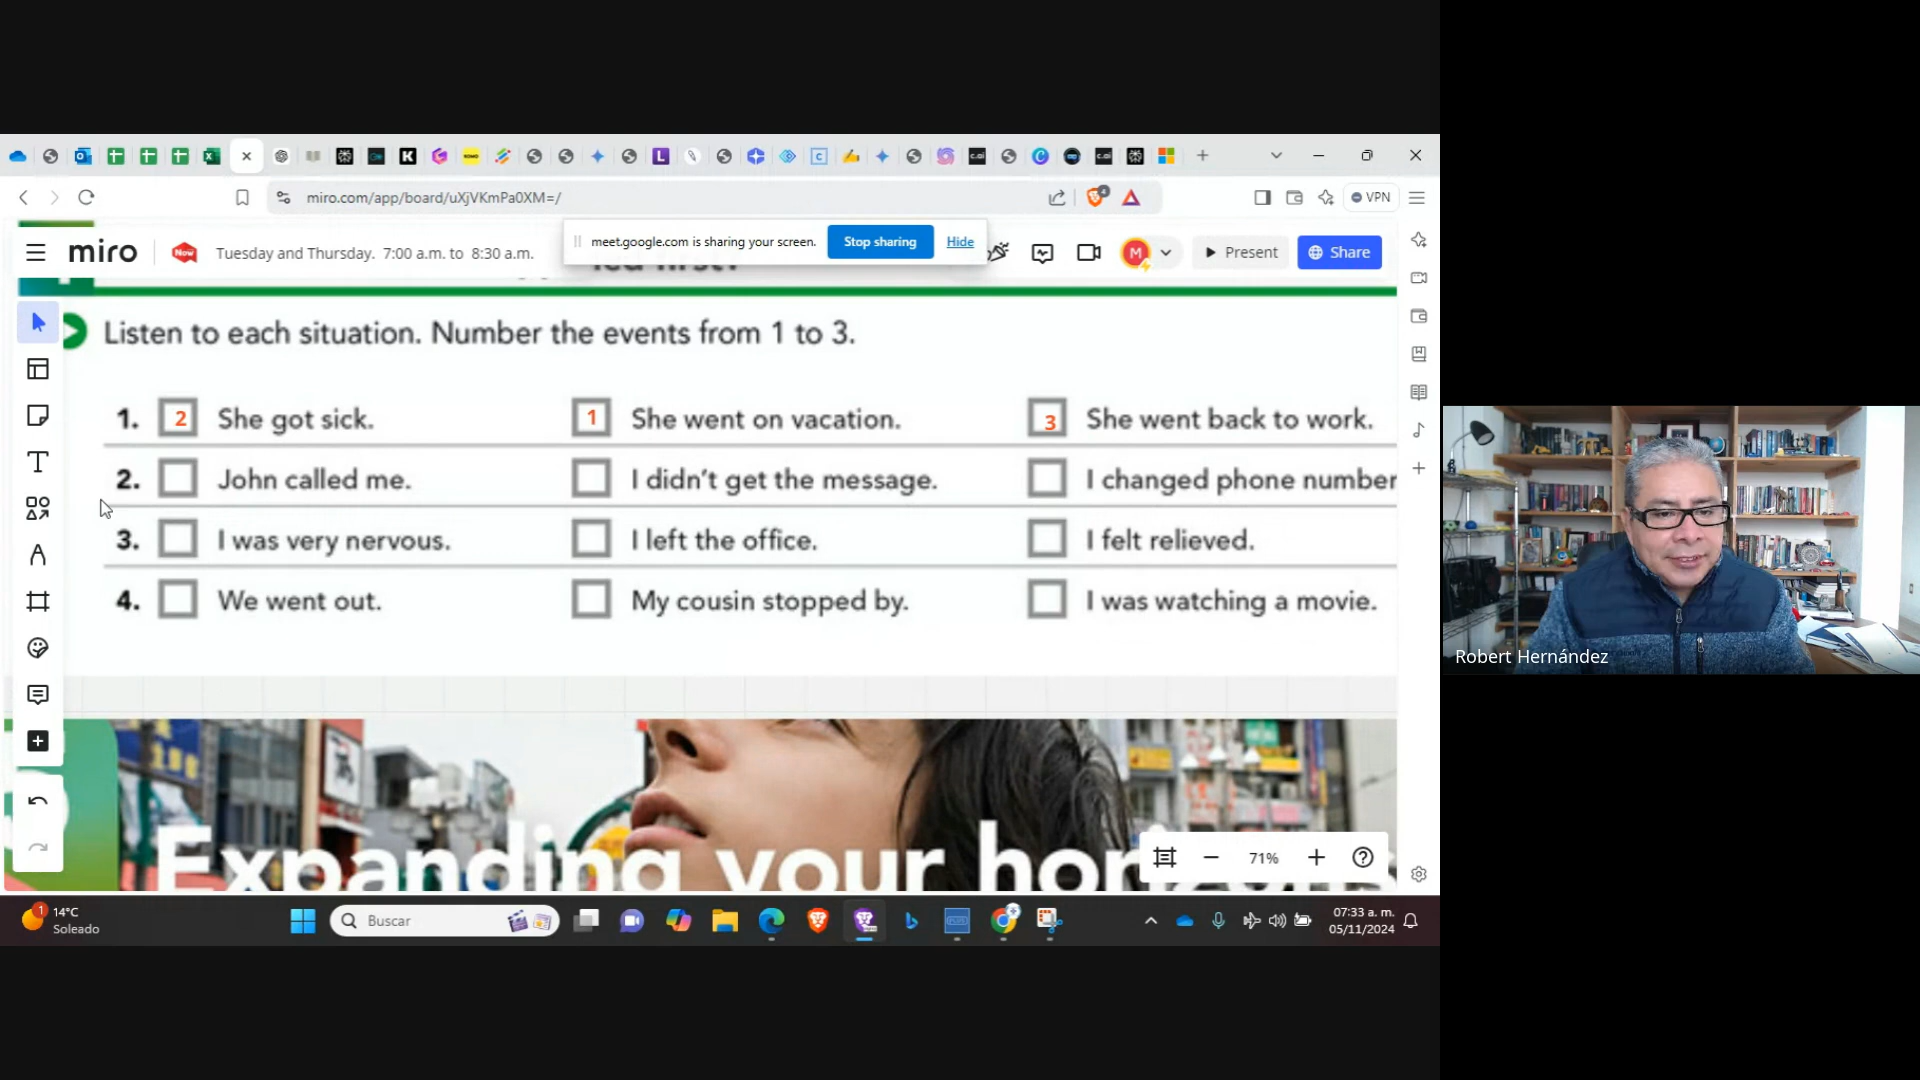 miro.com/app/board/uXjVKmPa0XM=/
VPN
meet.google.com is sharing your screen. Stop sharing Hide
miro Now Tuesday and Thursday. 7:00 a.m. to 8:30 a.m. M Present Share
Listen to each situation. Number the events from 1 to 3.
1. 2 She got sick. 1 She went on vacation. 3 She went back to work.
2. John called me. I didn't get the message. I changed phone number
3. I was very nervous. I left the office. I felt relieved.
4. We went out. My cousin stopped by. I was watching a movie.
Expanding your
71%
14°C
Soleado
Buscar
07:33 a. m.
05/11/2024
Robert Hernández